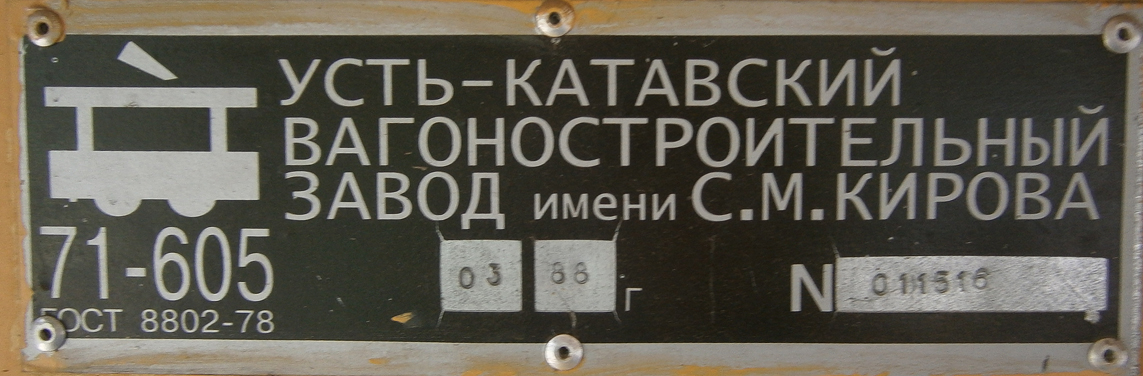 УСТЬ-КАТАВСКИЙ
ВАГОНОСТРОИТЕЛЬНЫЙ
ЗАВОД имени С.М.КИРОВА
71-605
03 88 г N 011516
ГОСТ 8802-78